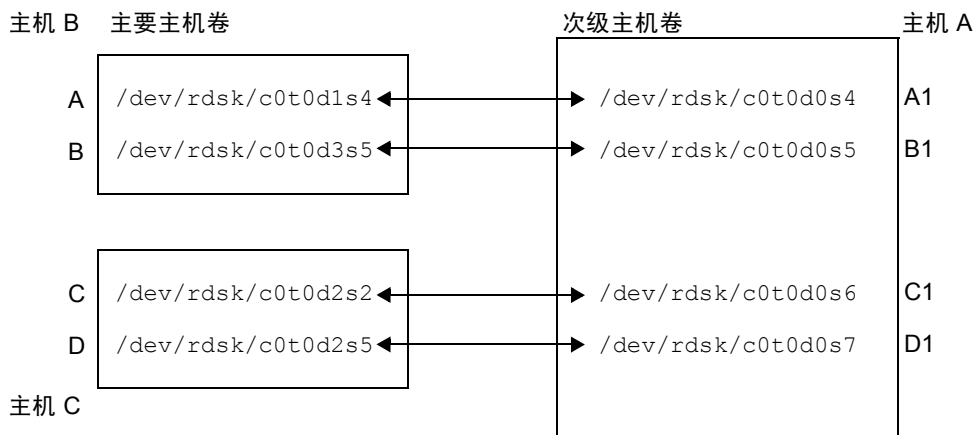 主机 B 主要主机卷 次级主机卷 主机 A
A /dev/rdsk/c0t0d1s4 /dev/rdsk/c0t0d0s4 A1
B /dev/rdsk/c0t0d3s5 /dev/rdsk/c0t0d0s5 B1
C /dev/rdsk/c0t0d2s2 /dev/rdsk/c0t0d0s6 C1
D /dev/rdsk/c0t0d2s5 /dev/rdsk/c0t0d0s7 D1
主机 C